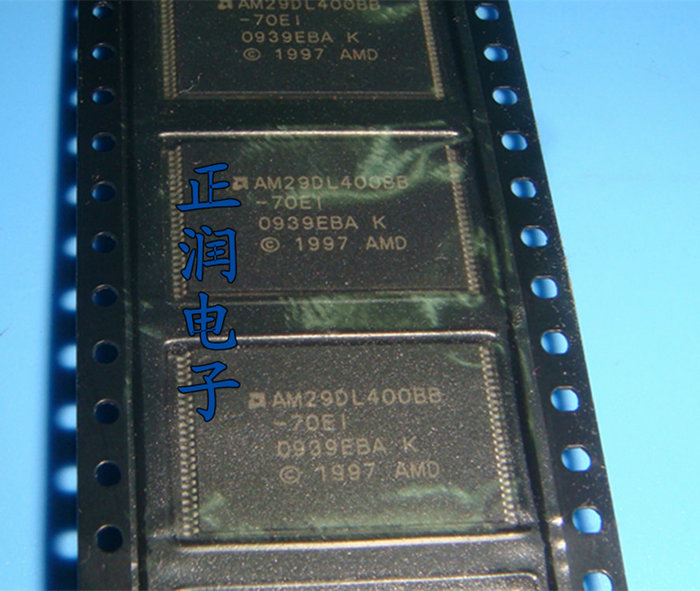 AM29DL400BB
-70EI
0939EBA K
© 1997 AMD
AM29DL400BB
-70EI
0939EBA K
© 1997 AMD
AM29DL400BB
-70EI
0939EBA K
© 1997 AMD
正润电子